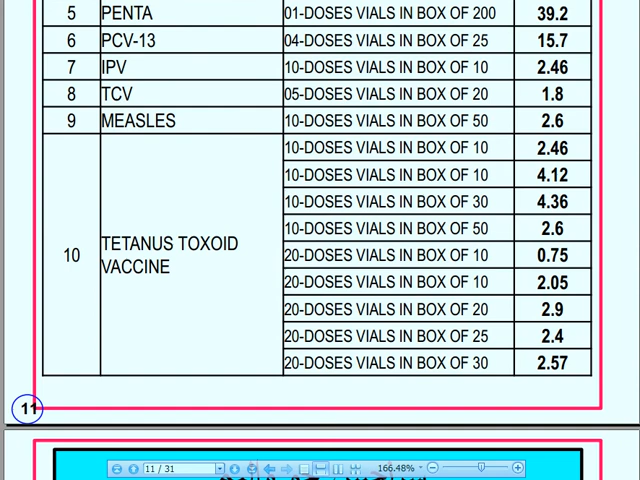 5 PENTA 01-DOSES VIALS IN BOX OF 200 39.2
6 PCV-13 04-DOSES VIALS IN BOX OF 25 15.7
7 IPV 10-DOSES VIALS IN BOX OF 10 2.46
8 TCV 05-DOSES VIALS IN BOX OF 20 1.8
9 MEASLES 10-DOSES VIALS IN BOX OF 50 2.6
10 TETANUS TOXOID VACCINE
10-DOSES VIALS IN BOX OF 10 2.46
10-DOSES VIALS IN BOX OF 10 4.12
10-DOSES VIALS IN BOX OF 30 4.36
10-DOSES VIALS IN BOX OF 50 2.6
20-DOSES VIALS IN BOX OF 10 0.75
20-DOSES VIALS IN BOX OF 10 2.05
20-DOSES VIALS IN BOX OF 20 2.9
20-DOSES VIALS IN BOX OF 25 2.4
20-DOSES VIALS IN BOX OF 30 2.57
11
11 / 31 166.48%